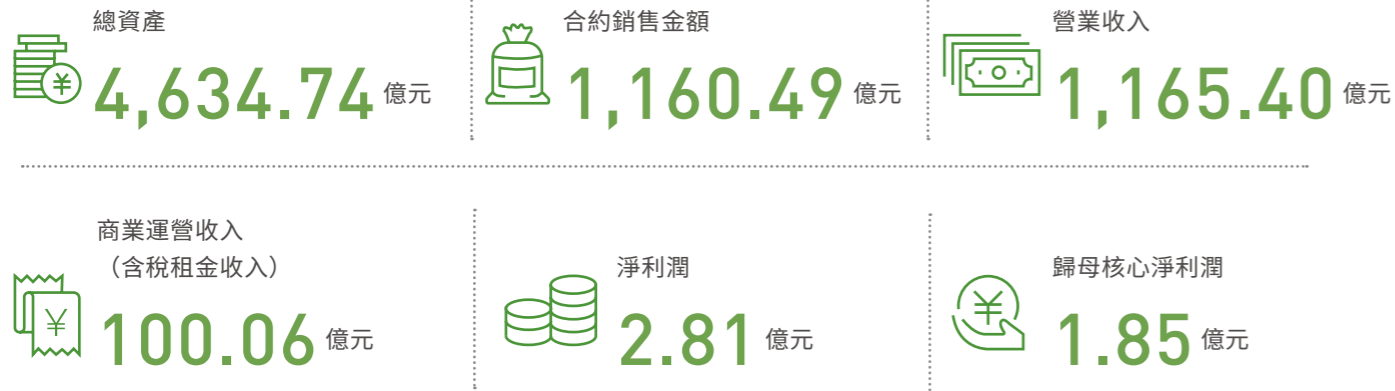 總資產
4,634.74 億元
合約銷售金額
1,160.49 億元
營業收入
1,165.40 億元
商業運營收入
（含稅租金收入）
100.06 億元
淨利潤
2.81 億元
歸母核心淨利潤
1.85 億元